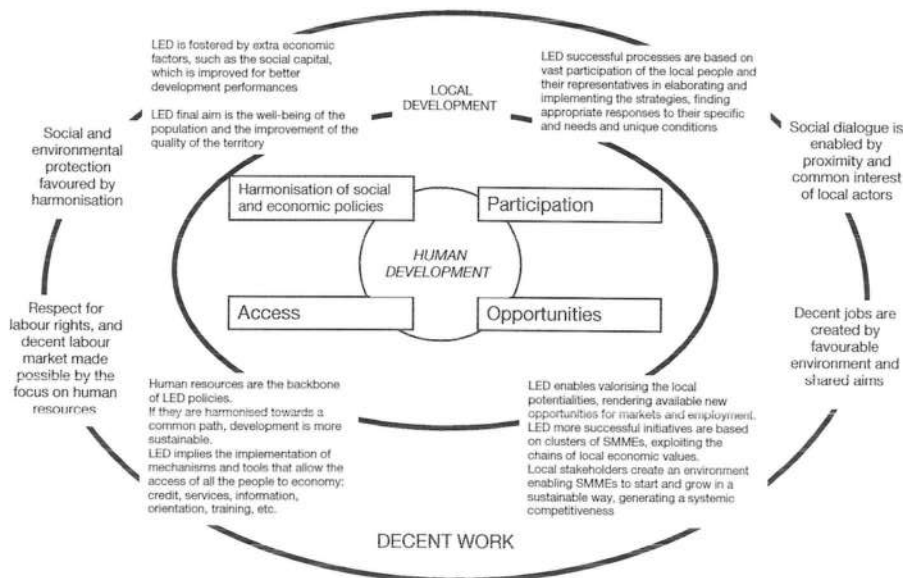 LED is fostered by extra economic
factors, such as the social capital,
which is improved for better
development performances
LED final aim is the well-being of the
population and the improvement of the
quality of the territory
LOCAL
DEVELOPMENT
LED successful processes are based on
vast participation of the local people and
their representatives in elaborating and
implementing the strategies, finding
appropriate responses to their specific
and needs and unique conditions
Social and
environmental
protection
favoured by
harmonisation
Social dialogue is
enabled by
proximity and
common interest
of local actors
Harmonisation of social
and economic policies
Participation
HUMAN
DEVELOPMENT
Access
Opportunities
Respect for
labour rights, and
decent labour
market made
possible by the
focus on human
resources
Decent jobs are
created by
favourable
environment and
shared aims
Human resources are the backbone
of LED policies.
If they are harmonised towards a
common path, development is more
sustainable.
LED implies the implementation of
mechanisms and tools that allow the
access of all the people to economy:
credit, services, information,
orientation, training, etc.
LED enables valorising the local
potentialities, rendering available new
opportunities for markets and employment.
LED more successful initiatives are based
on clusters of SMMEs, exploiting the
chains of local economic values.
Local stakeholders create an environment
enabling SMMEs to start and grow in a
sustainable way, generating a systemic
competitiveness
DECENT WORK